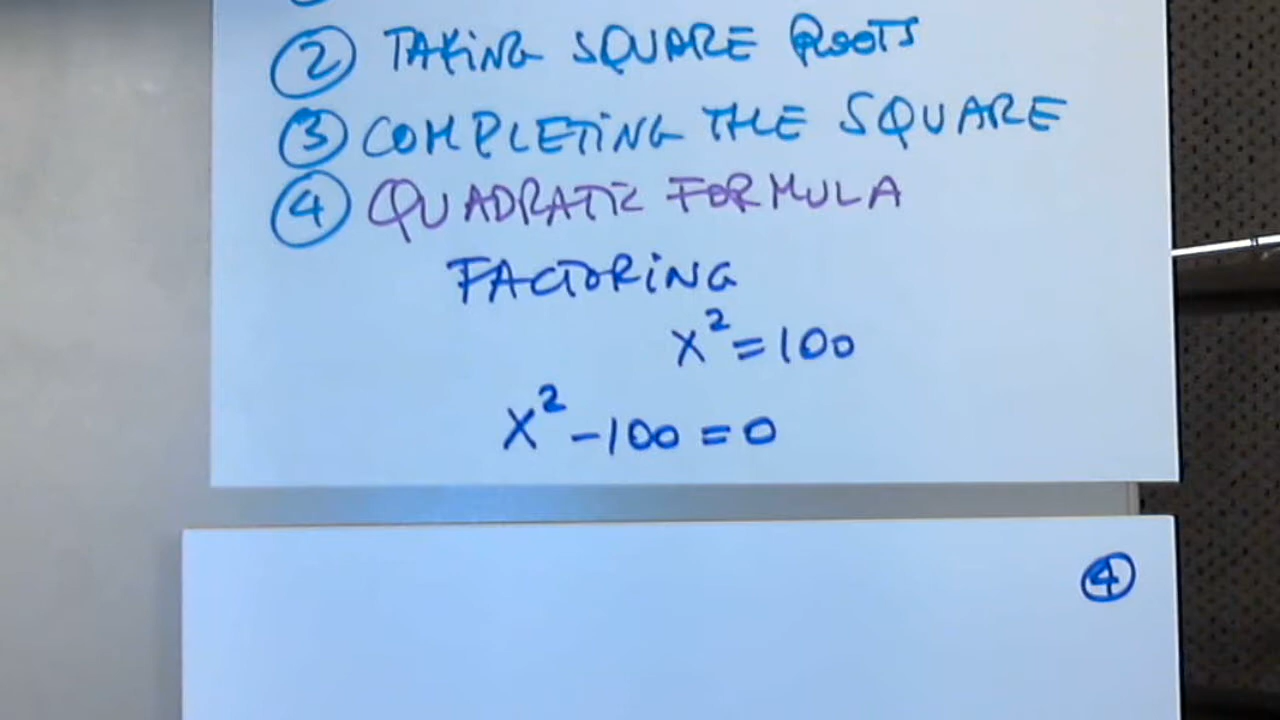 ② TAKING SQUARE ROOTS
③ COMPLETING THE SQUARE
④ QUADRATIC FORMULA
FACTORING
x² = 100
x² - 100 = 0
④